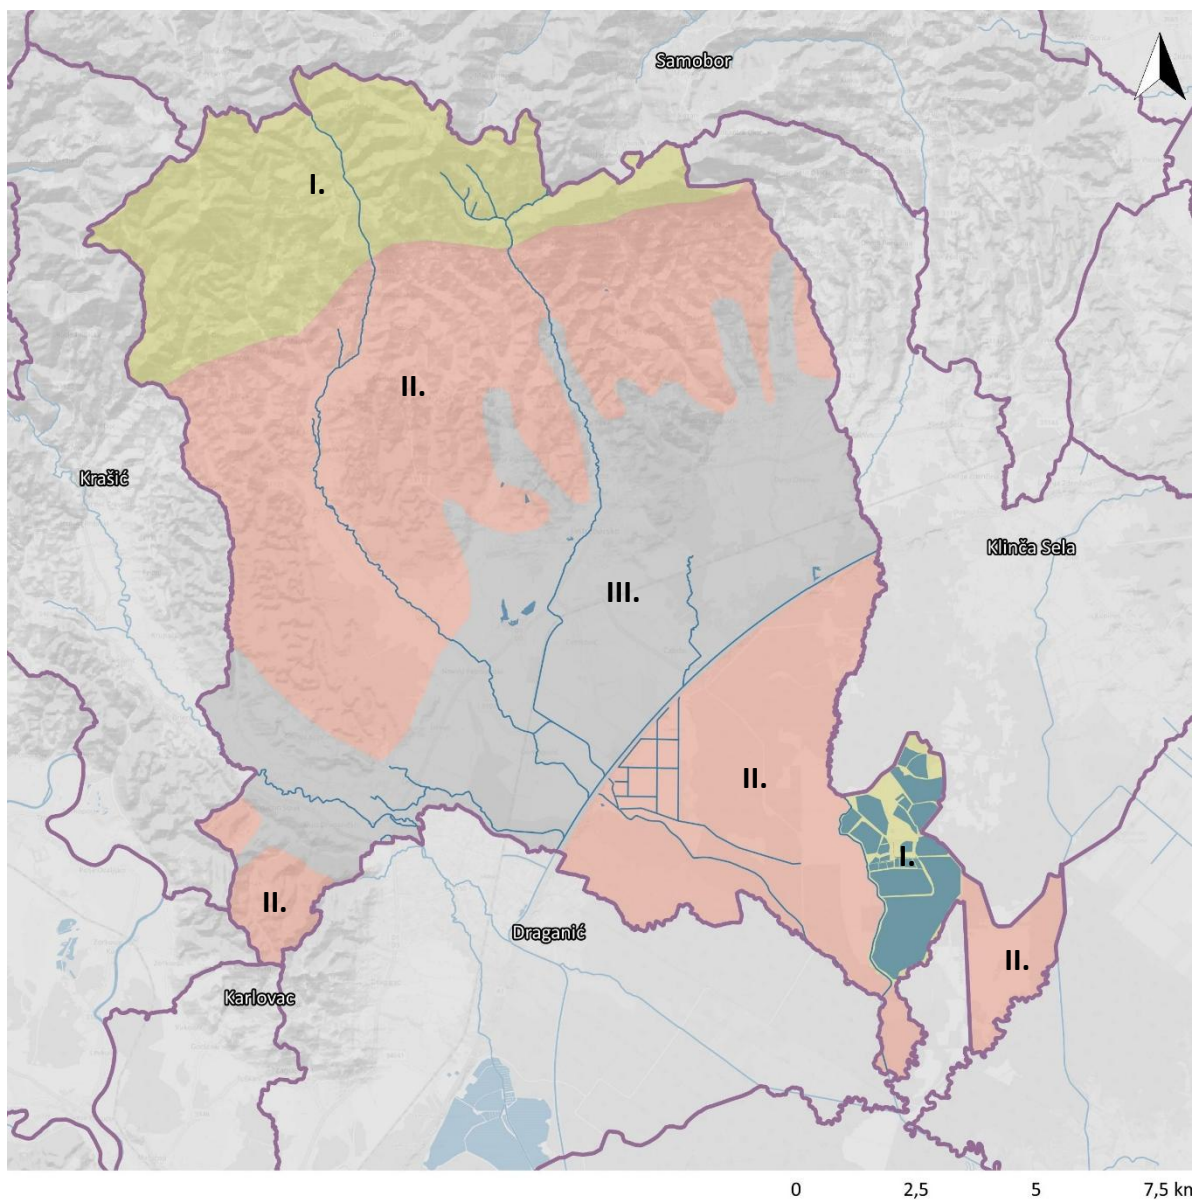 Samobor
I.
II.
Krašić
Klinča Sela
III.
II.
I.
II.
Draganić
II.
Karlovac
0 2,5 5 7,5 km